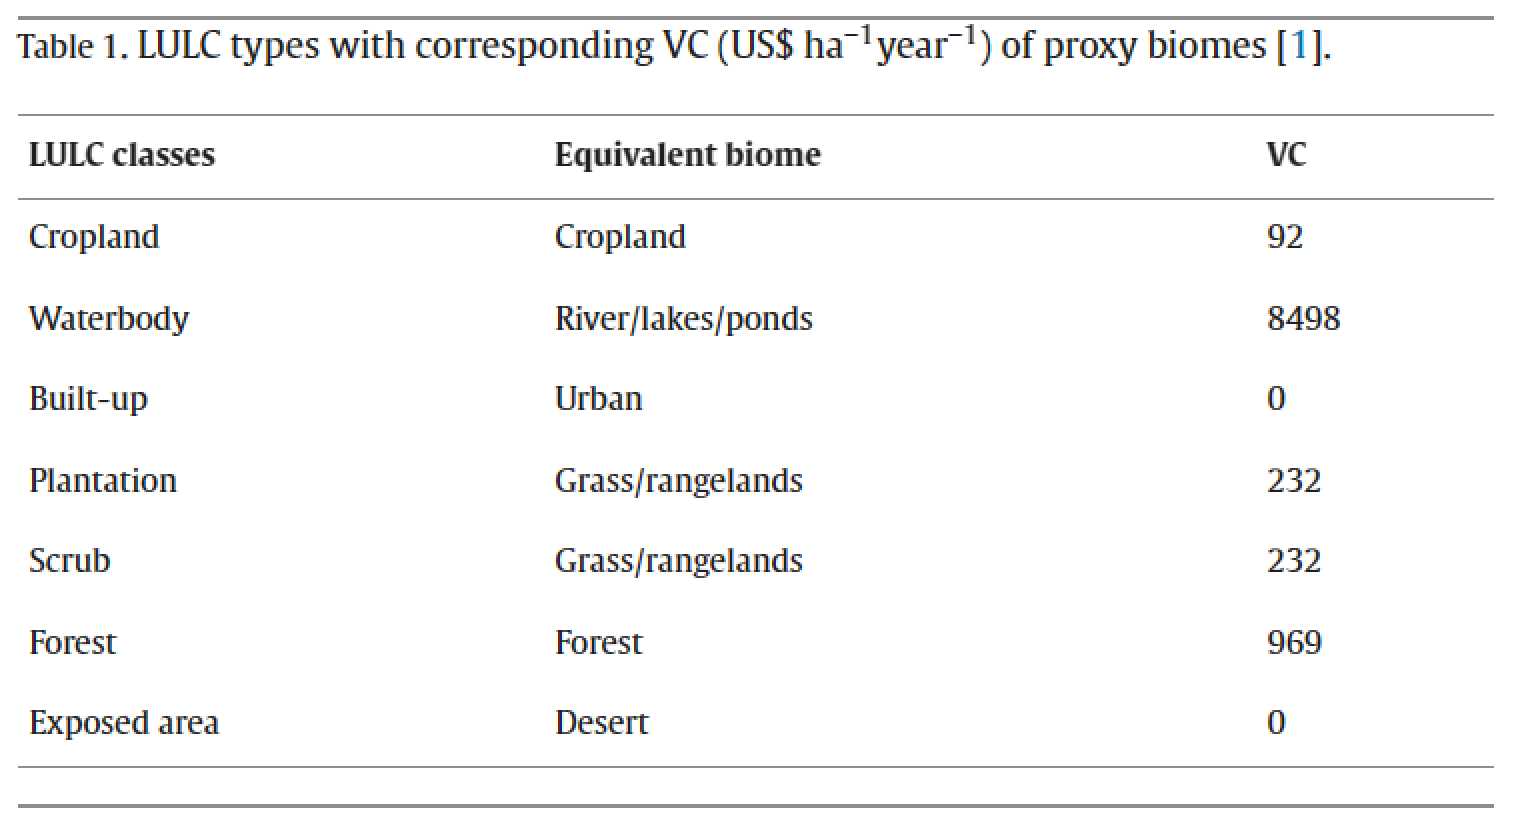 Table 1. LULC types with corresponding VC (US$ ha⁻¹year⁻¹) of proxy biomes [1].
LULC classes Equivalent biome VC
Cropland Cropland 92
Waterbody River/lakes/ponds 8498
Built-up Urban 0
Plantation Grass/rangelands 232
Scrub Grass/rangelands 232
Forest Forest 969
Exposed area Desert 0